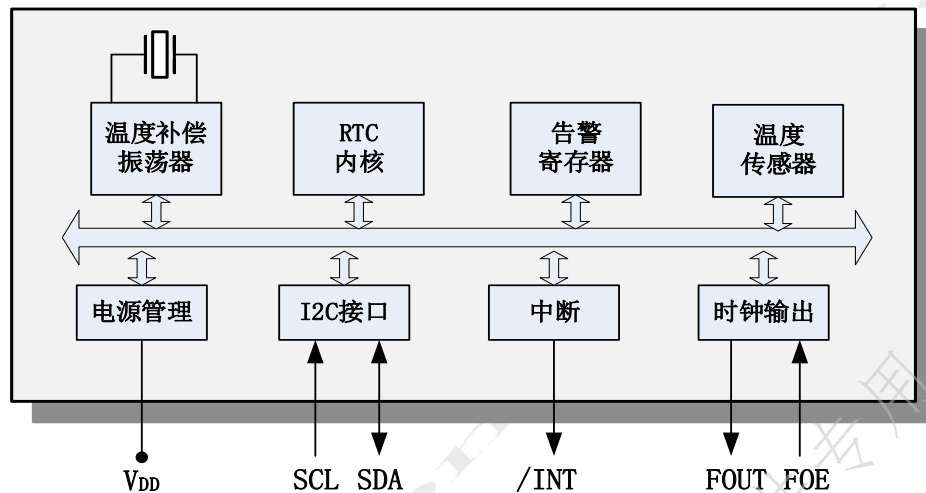 温度补偿
振荡器
RTC
内核
告警
寄存器
温度
传感器
电源管理
I2C接口
中断
时钟输出
VDD
SCL SDA
/INT
FOUT FOE
专用